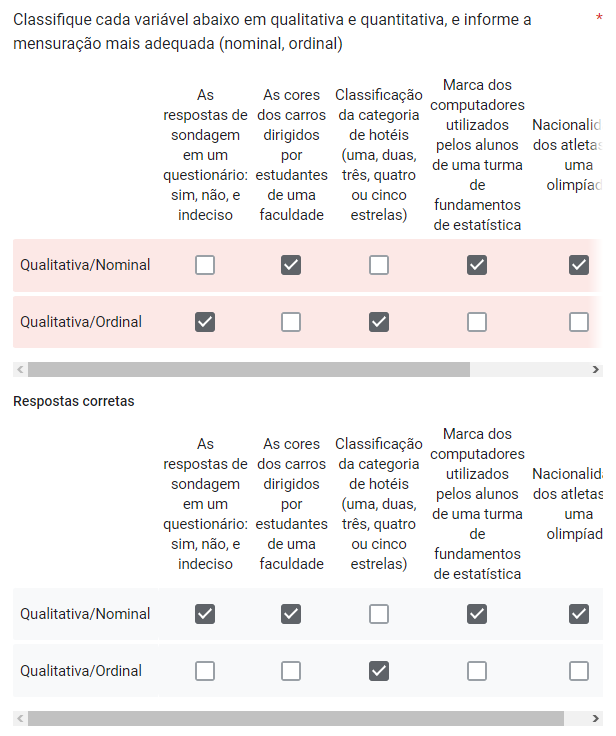 Classifique cada variável abaixo em qualitativa e quantitativa, e informe a *
mensuração mais adequada (nominal, ordinal)
As respostas de sondagem em um questionário: sim, não, e indeciso
As cores dos carros dirigidos por estudantes de uma faculdade
Classificação da categoria de hotéis (uma, duas, três, quatro ou cinco estrelas)
Marca dos computadores utilizados pelos alunos de uma turma de fundamentos de estatística
Nacionalid dos atletas uma olimpíad
Qualitativa/Nominal
Qualitativa/Ordinal
Respostas corretas
As respostas de sondagem em um questionário: sim, não, e indeciso
As cores dos carros dirigidos por estudantes de uma faculdade
Classificação da categoria de hotéis (uma, duas, três, quatro ou cinco estrelas)
Marca dos computadores utilizados pelos alunos de uma turma de fundamentos de estatística
Nacionalida dos atletas uma olimpíad
Qualitativa/Nominal
Qualitativa/Ordinal